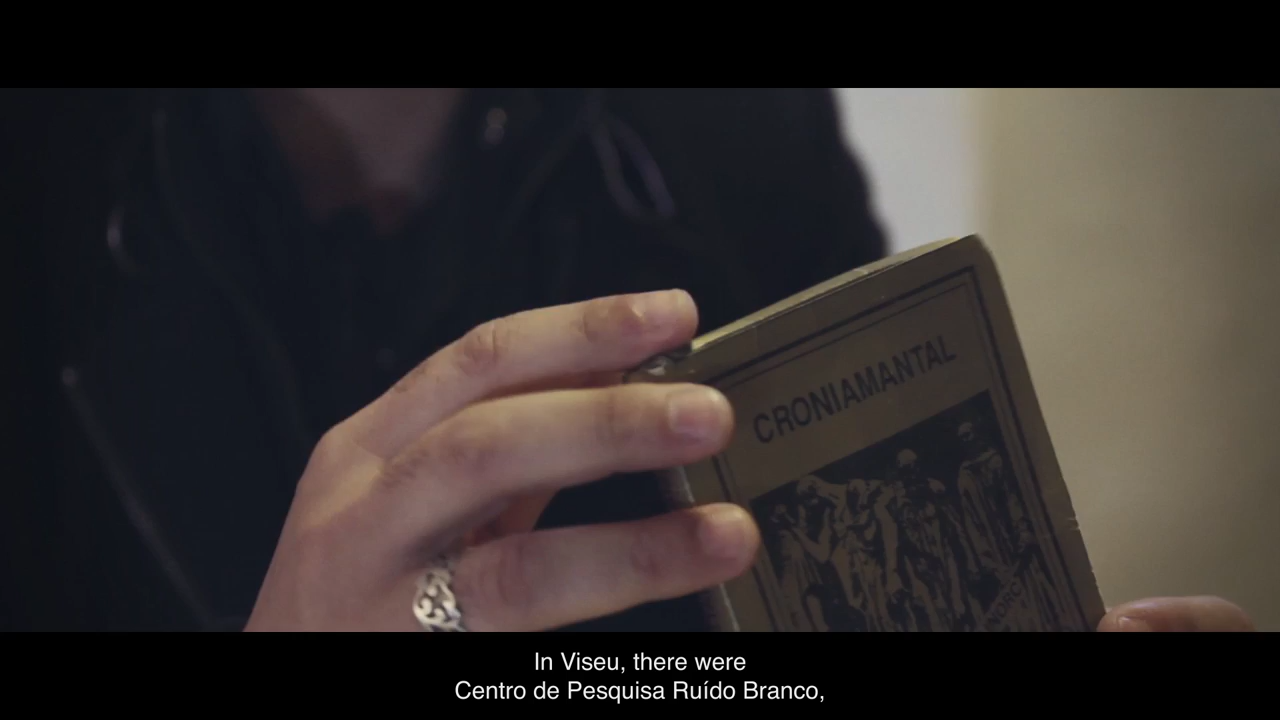 CRONIAMANTAL
In Viseu, there were
Centro de Pesquisa Ruído Branco,